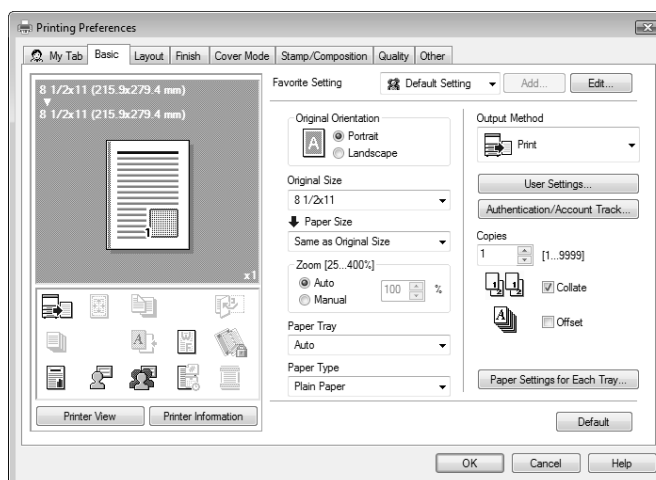 Printing Preferences
My Tab Basic Layout Finish Cover Mode Stamp/Composition Quality Other
8 1/2x11 (215.9x279.4 mm)
8 1/2x11 (215.9x279.4 mm)
1
x1
Printer View Printer Information
Favorite Setting Default Setting Add... Edit...
Original Orientation
A
Portrait
Landscape
Original Size
8 1/2x11
Paper Size
Same as Original Size
Zoom [25...400%]
Auto
Manual
100 %
Paper Tray
Auto
Paper Type
Plain Paper
Output Method
Print
User Settings...
Authentication/Account Track...
Copies
1 [1...9999]
Collate
Offset
Paper Settings for Each Tray...
Default
OK Cancel Help